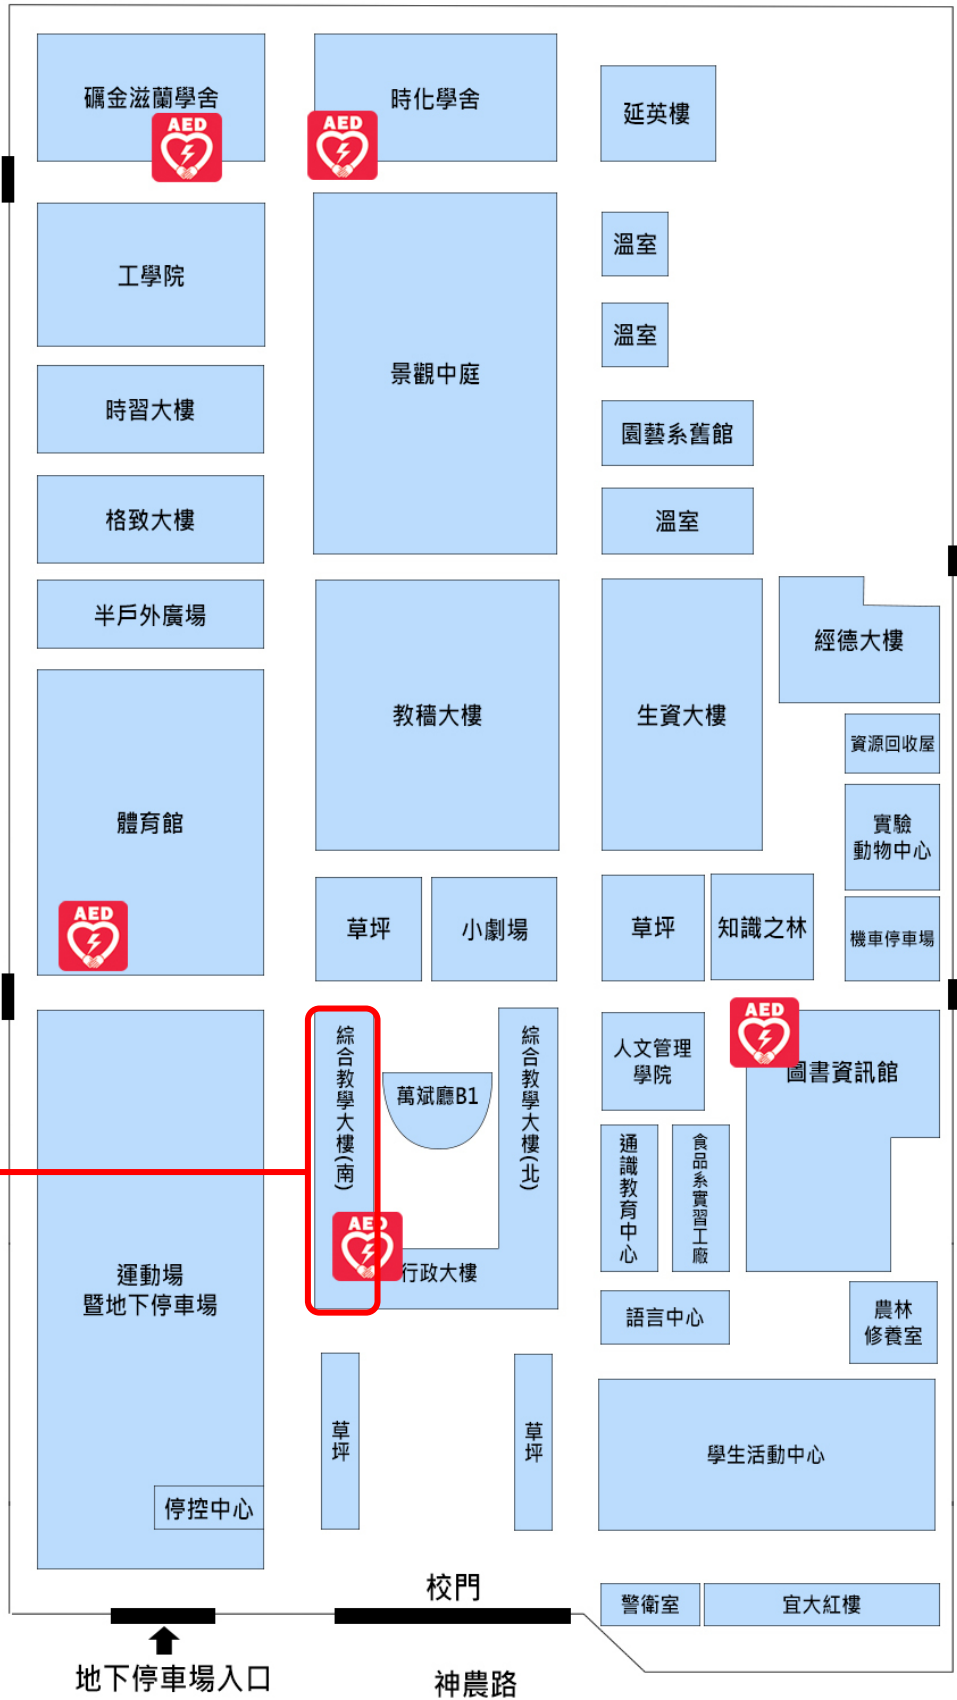 礪金滋蘭學舍
AED
時化學舍
AED
延英樓
工學院
溫室
溫室
景觀中庭
時習大樓
園藝系舊館
格致大樓
溫室
半戶外廣場
教穡大樓
生資大樓
經德大樓
資源回收屋
體育館
AED
實驗
動物中心
草坪
小劇場
草坪
知識之林
機車停車場
綜合教學大樓(南)
萬斌廳B1
綜合教學大樓(北)
AED
行政大樓
人文管理
學院
AED
圖書資訊館
通識教育中心
食品系實習工廠
運動場
暨地下停車場
語言中心
農林
修養室
草坪
草坪
學生活動中心
停控中心
校門
警衛室
宜大紅樓
地下停車場入口
神農路